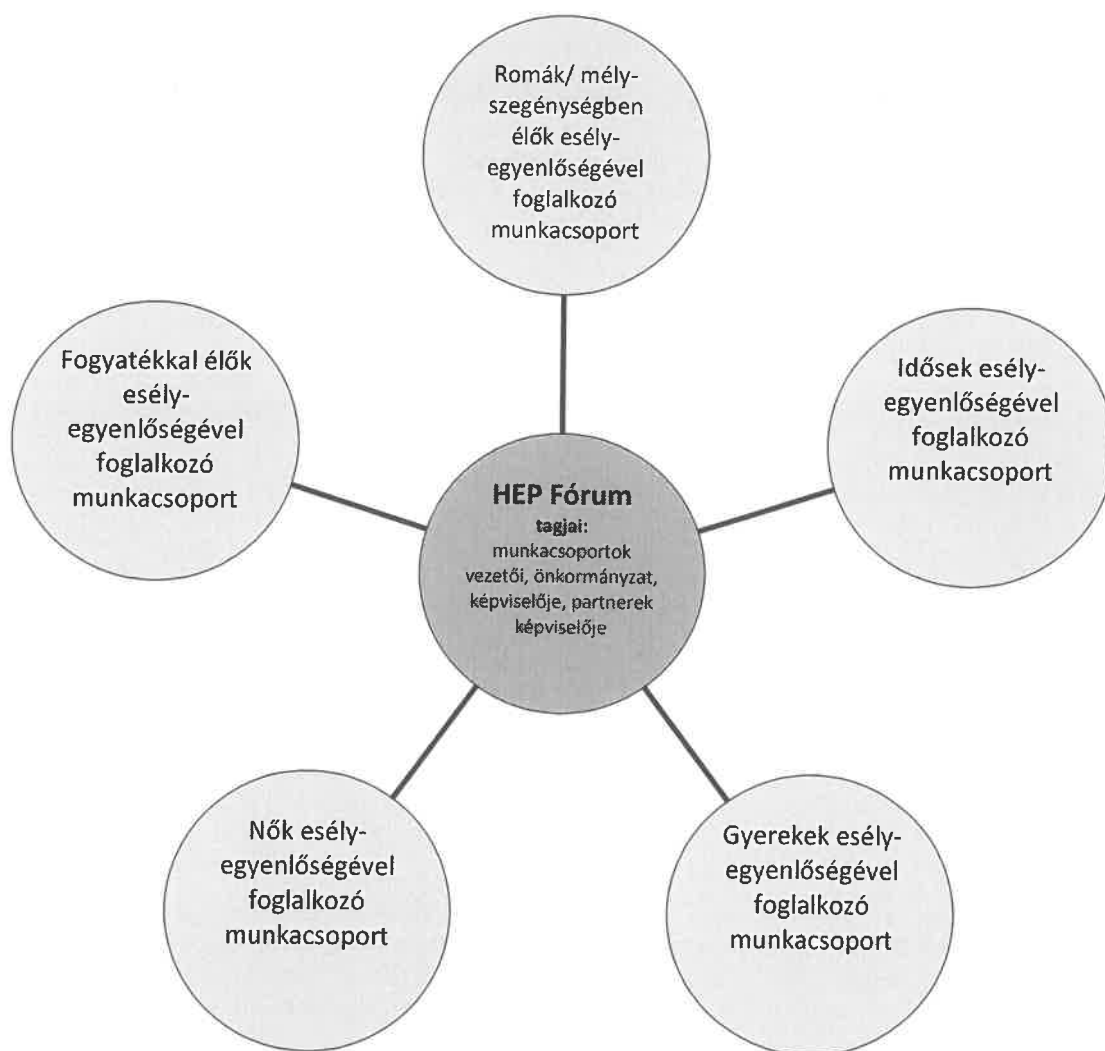 Romák/ mély-
szegénységben
élők esély-
egyenlőségével
foglalkozó
munkacsoport
Fogyatékkal élők
esély-
egyenlőségével
foglalkozó
munkacsoport
Idősek esély-
egyenlőségével
foglalkozó
munkacsoport
HEP Fórum
tagjai:
munkacsoportok
vezetői, önkormányzat,
képviselője, partnerek
képviselője
Nők esély-
egyenlőségével
foglalkozó
munkacsoport
Gyerekek esély-
egyenlőségével
foglalkozó
munkacsoport